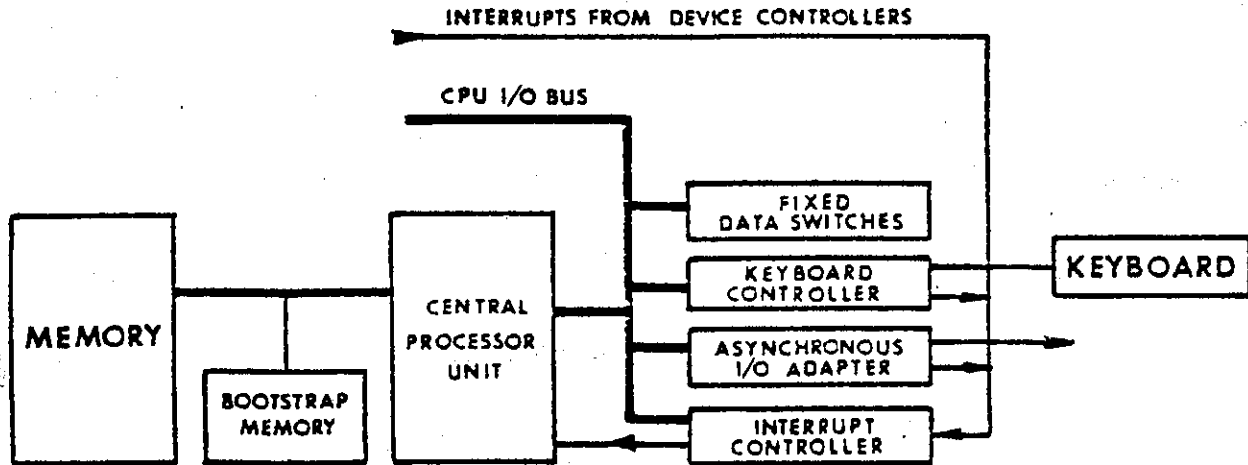 INTERRUPTS FROM DEVICE CONTROLLERS
CPU I/O BUS
FIXED
DATA SWITCHES
KEYBOARD
CONTROLLER
KEYBOARD
MEMORY
CENTRAL
PROCESSOR
UNIT
ASYNCHRONOUS
I/O ADAPTER
BOOTSTRAP
MEMORY
INTERRUPT
CONTROLLER